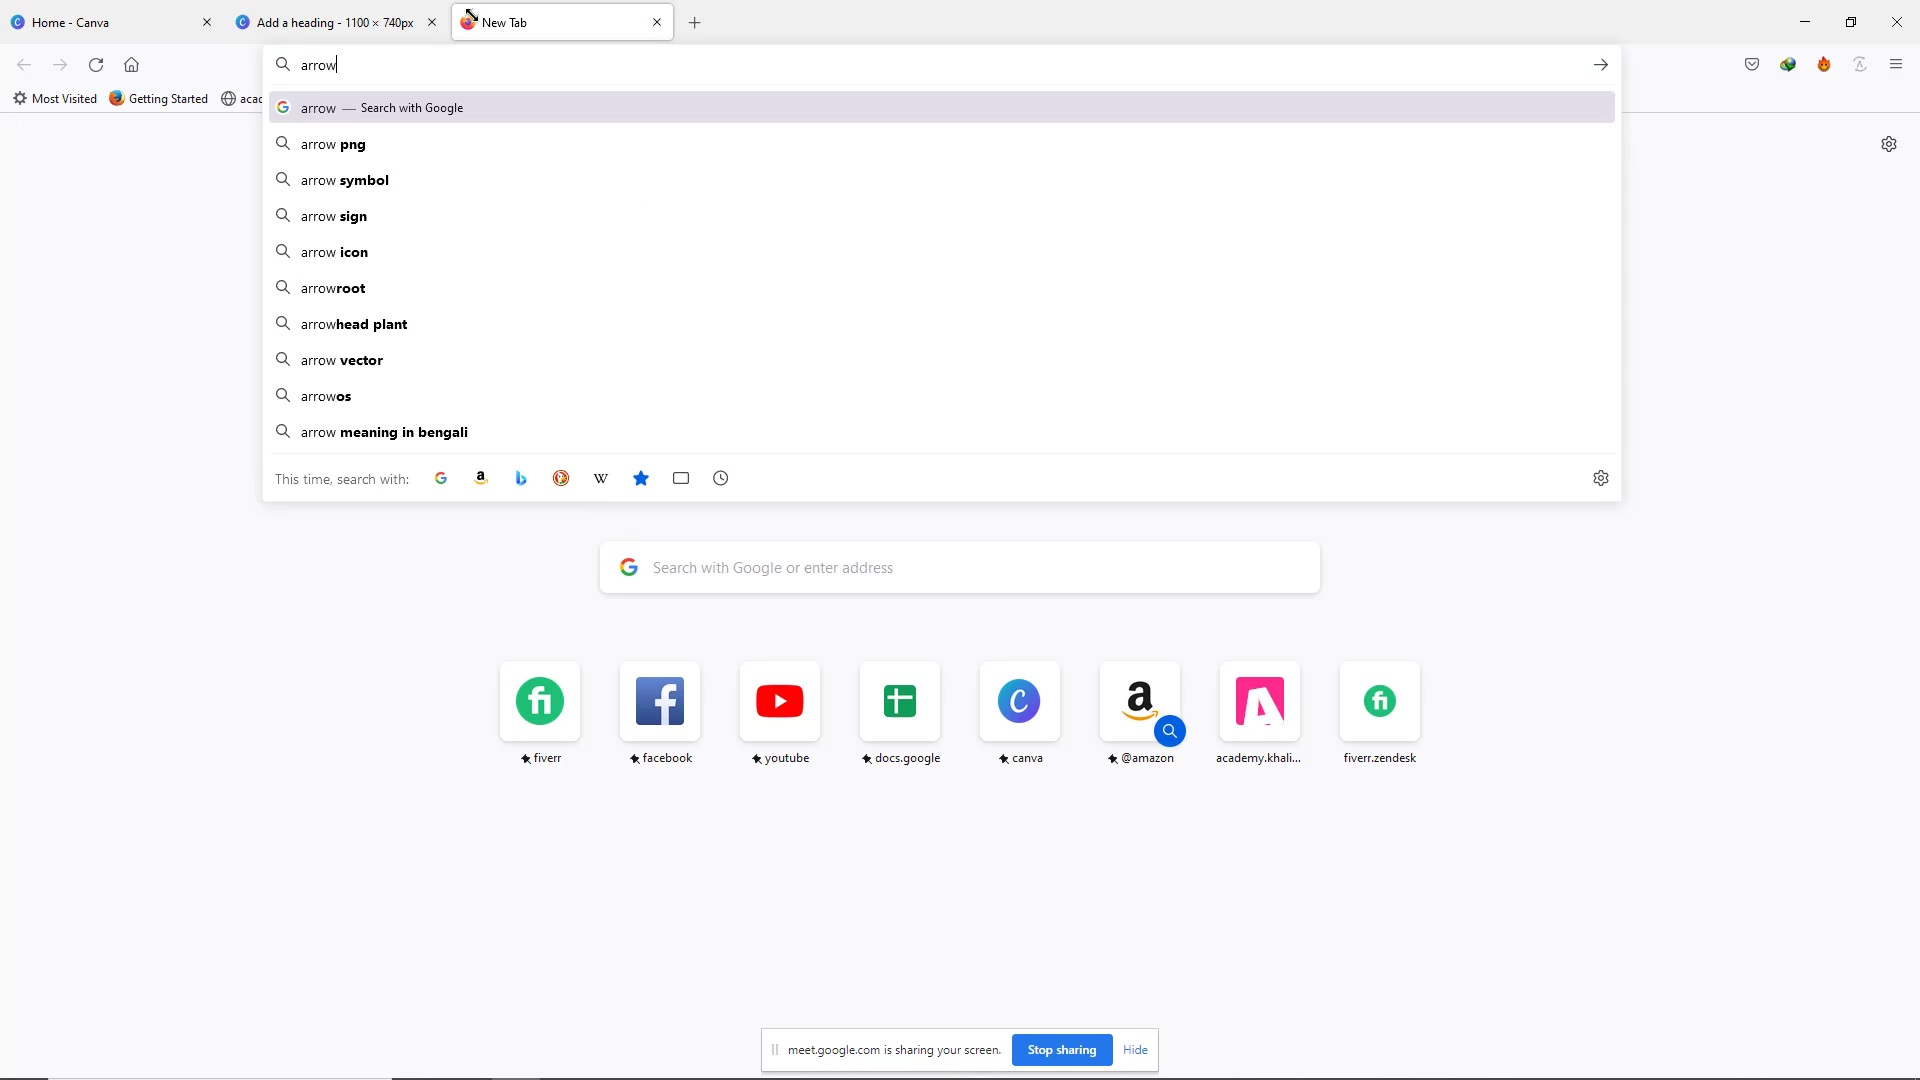 Home - Canva
Add a heading - 1100 × 740px
New Tab
arrow
Most Visited
Getting Started
acac
arrow — Search with Google
arrow png
arrow symbol
arrow sign
arrow icon
arrowroot
arrowhead plant
arrow vector
arrowos
arrow meaning in bengali
This time, search with:
Search with Google or enter address
fiverr
facebook
youtube
docs.google
canva
@amazon
academy.khali...
fiverr.zendesk
meet.google.com is sharing your screen.
Stop sharing
Hide